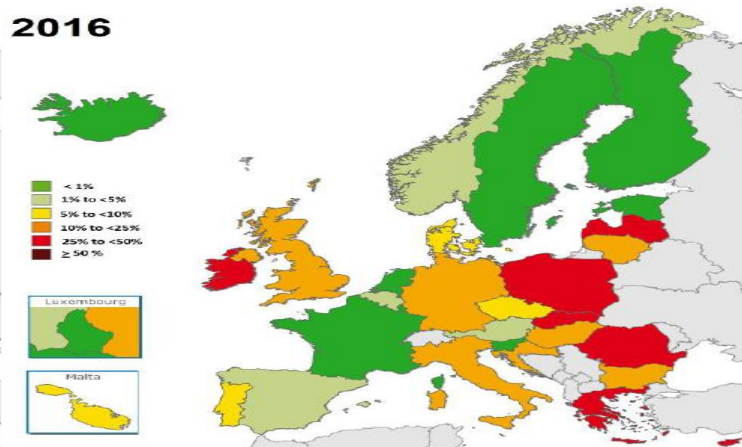 2016
< 1%
1% to <5%
5% to <10%
10% to <25%
25% to <50%
≥ 50 %
Luxembourg
Malta